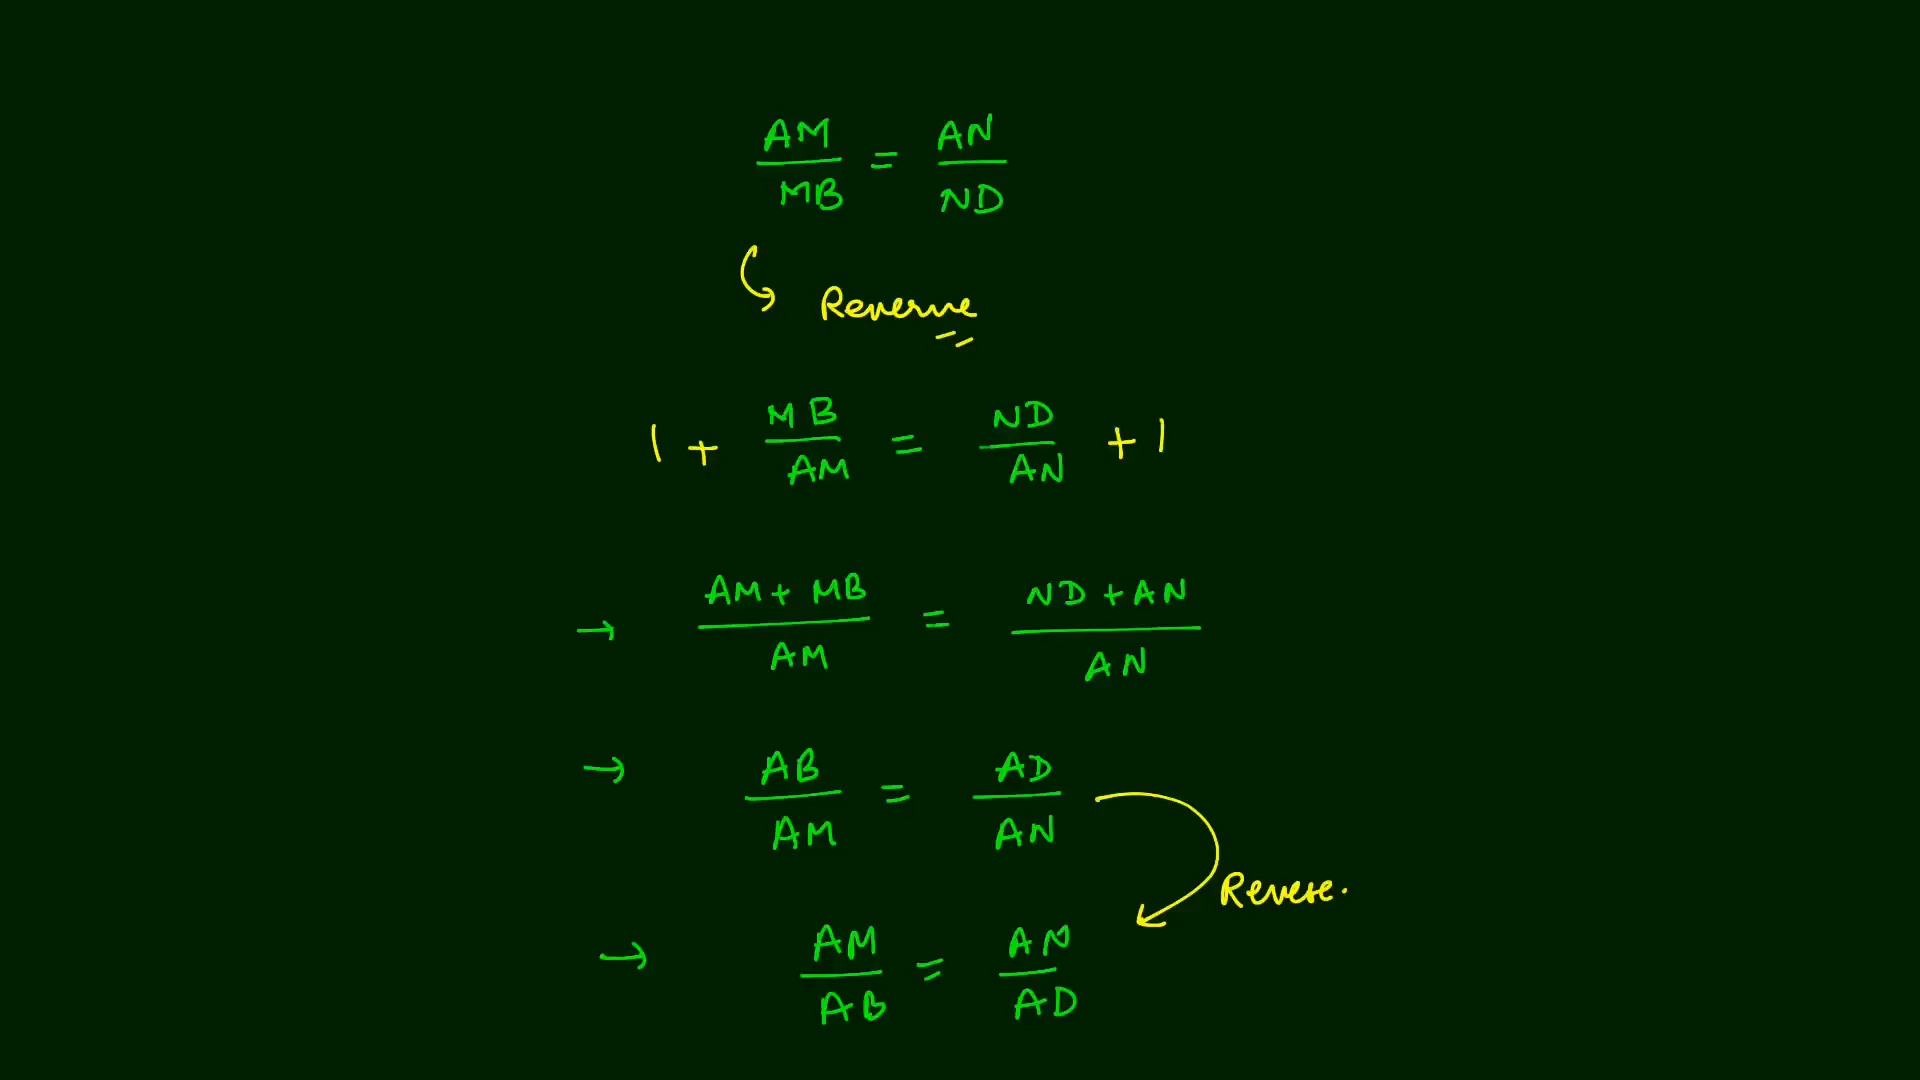 AM/MB = AN/ND
Reverse
1 + MB/AM = ND/AN + 1
→ AM + MB/AM = ND + AN/AN
→ AB/AM = AD/AN
Reverse.
→ AM/AB = AN/AD